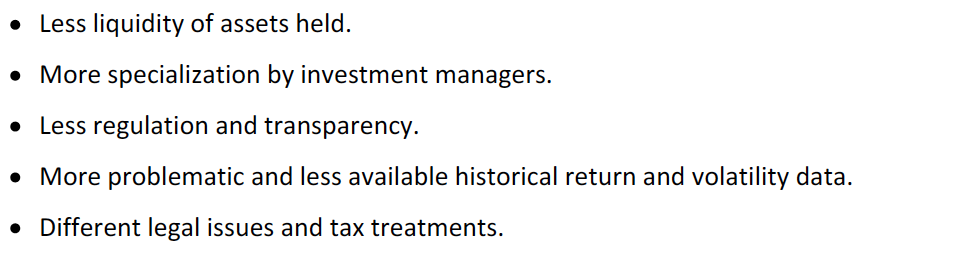 • Less liquidity of assets held.
• More specialization by investment managers.
• Less regulation and transparency.
• More problematic and less available historical return and volatility data.
• Different legal issues and tax treatments.